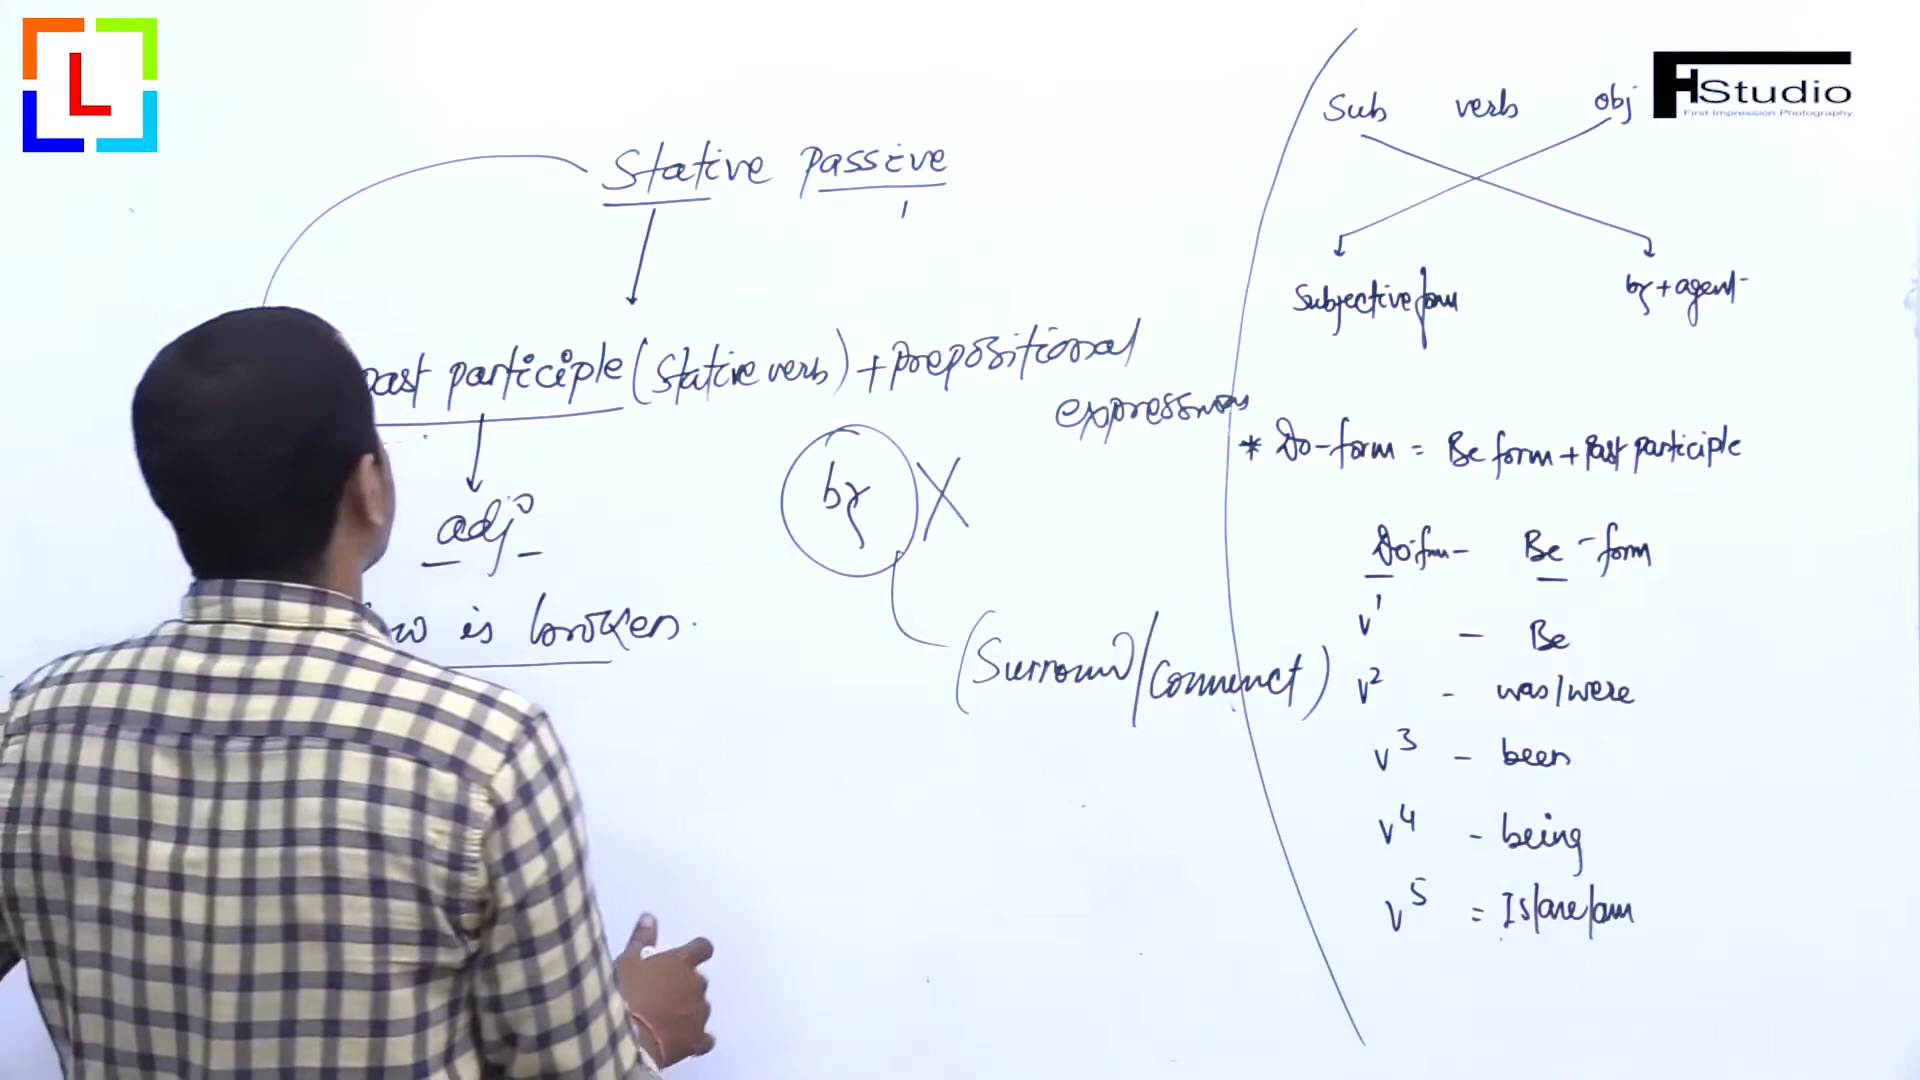 L
Stative passive
past participle (Stative verb) + prepositional
expression
adj
by X
is broken.
(Surround/Connect)
HStudio
First Impression Photography
Sub verb obj
Subjective form by + agent
* Do-form = Be form + Past participle
Do-form Be - form
V1 - Be
V2 - was/were
V3 - been
V4 - being
V5 = Is/are/am